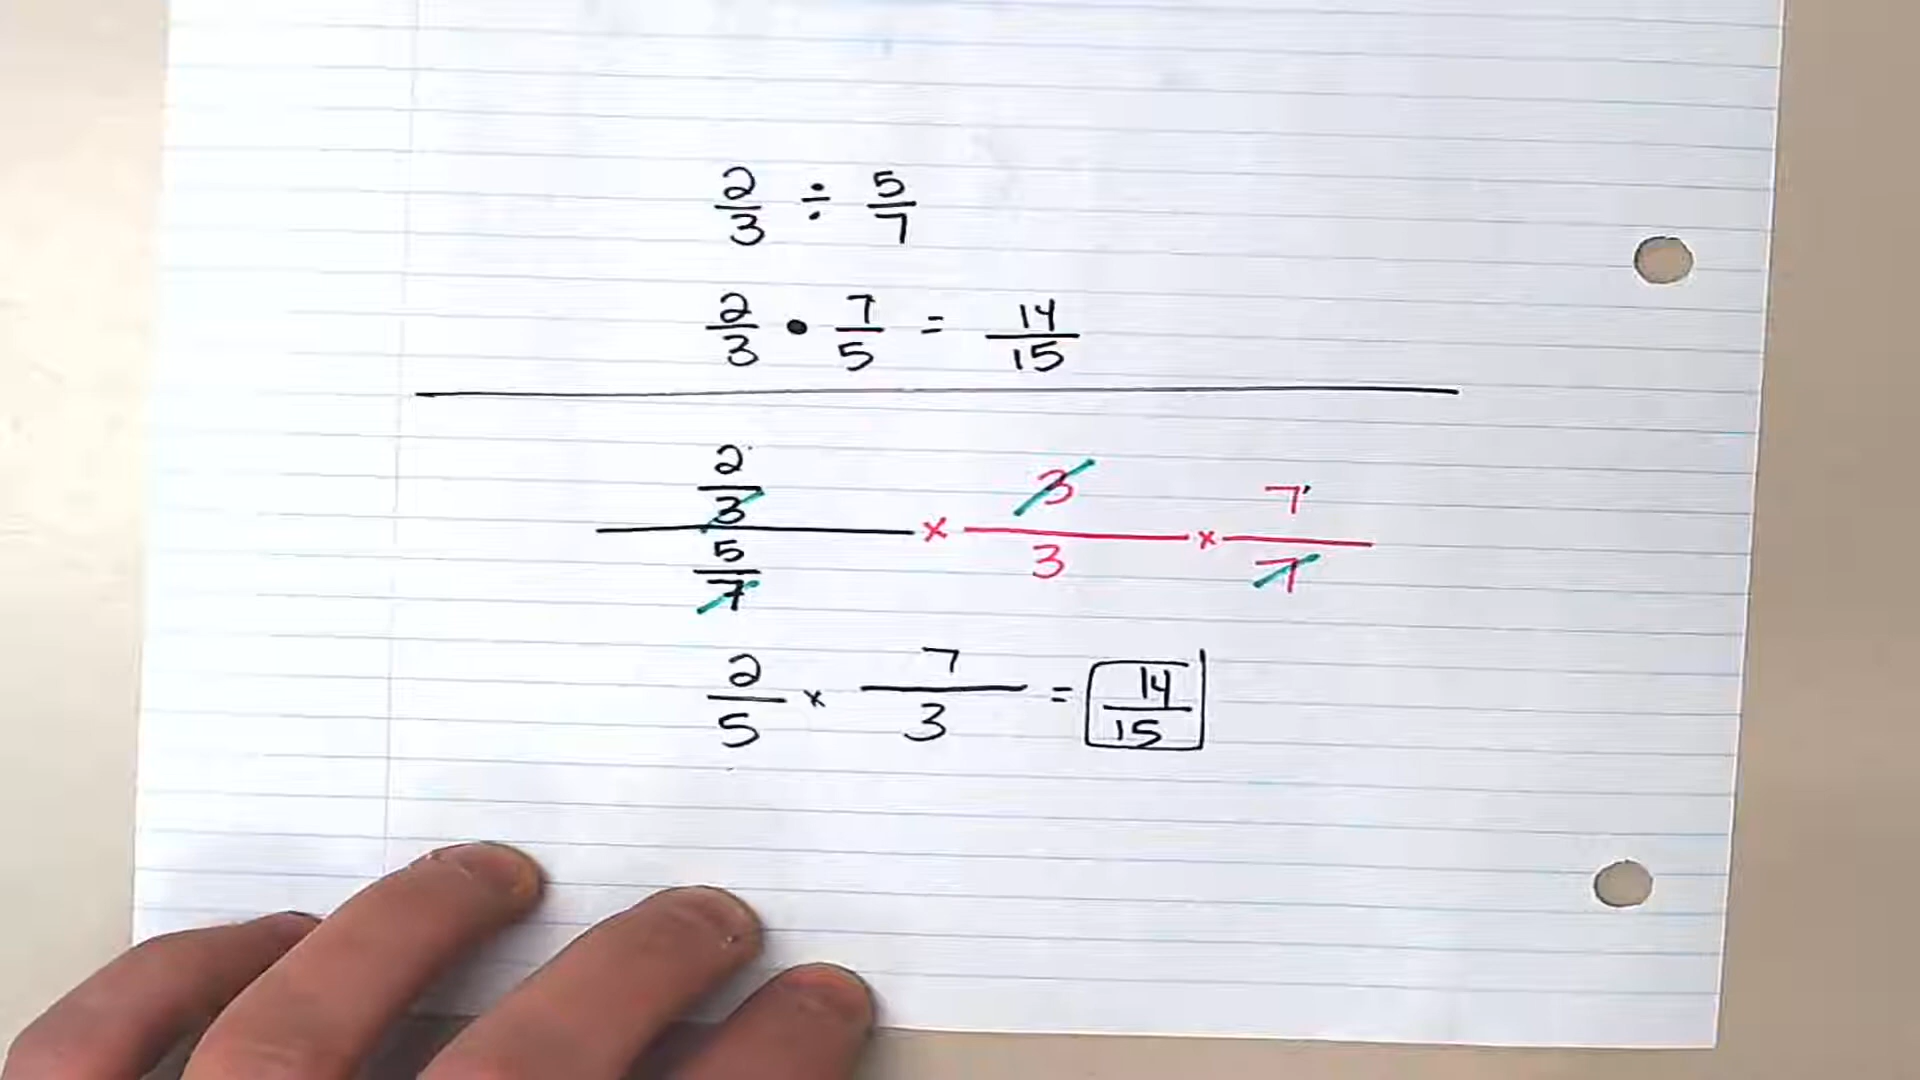 2/3 ÷ 5/7
2/3 • 7/5 = 14/15
(2/3)/(5/7) × 3/3 × 7/7
2/5 × 7/3 = 14/15